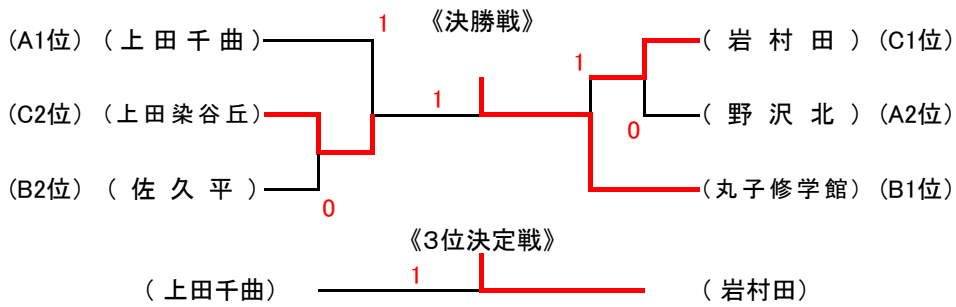 1 《決勝戦》
(A1位) (上田千曲) 1 (岩村田) (C1位)
(C2位) (上田染谷丘) 1 (野沢北) (A2位)
0
(B2位) (佐久平) (丸子修学館) (B1位)
0
《3位決定戦》
(上田千曲) 1 (岩村田)